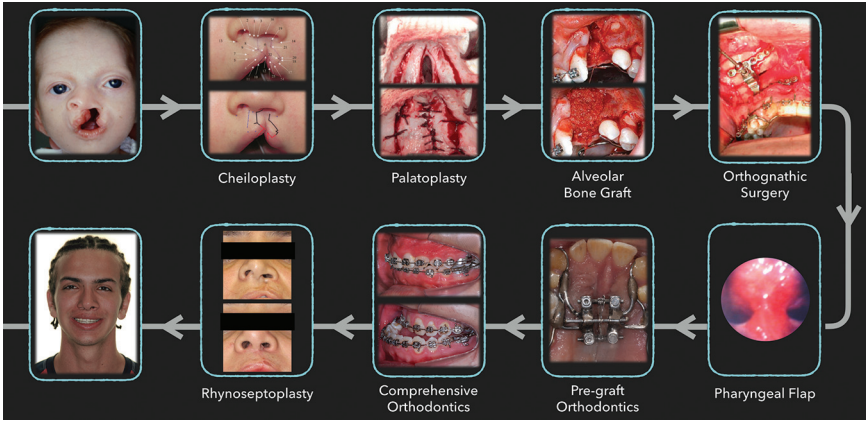 Cheiloplasty
Palatoplasty
Alveolar
Bone Graft
Orthognathic
Surgery
Rhynoseptoplasty
Comprehensive
Orthodontics
Pre-graft
Orthodontics
Pharyngeal Flap